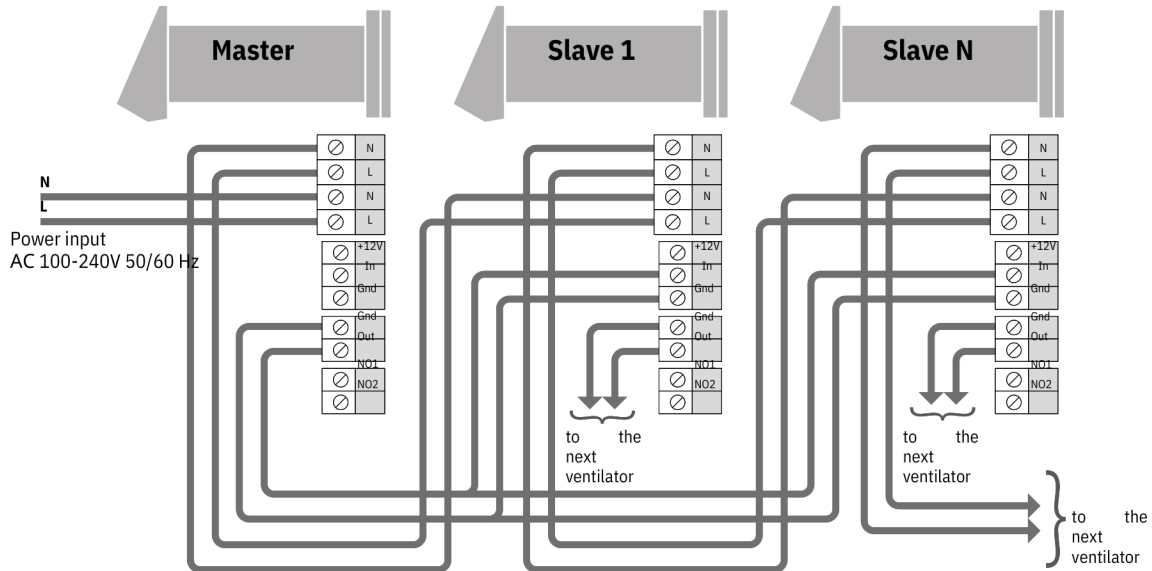 Master
Slave 1
Slave N
N
L
N
L
N
L
Power input
AC 100-240V 50/60 Hz
+12V
In
Gnd
Gnd
Out
NO1
NO2
N
L
N
L
+12V
In
Gnd
Gnd
Out
NO1
NO2
to the
next
ventilator
N
L
N
L
+12V
In
Gnd
Gnd
Out
NO1
NO2
to the
next
ventilator
to the
next
ventilator